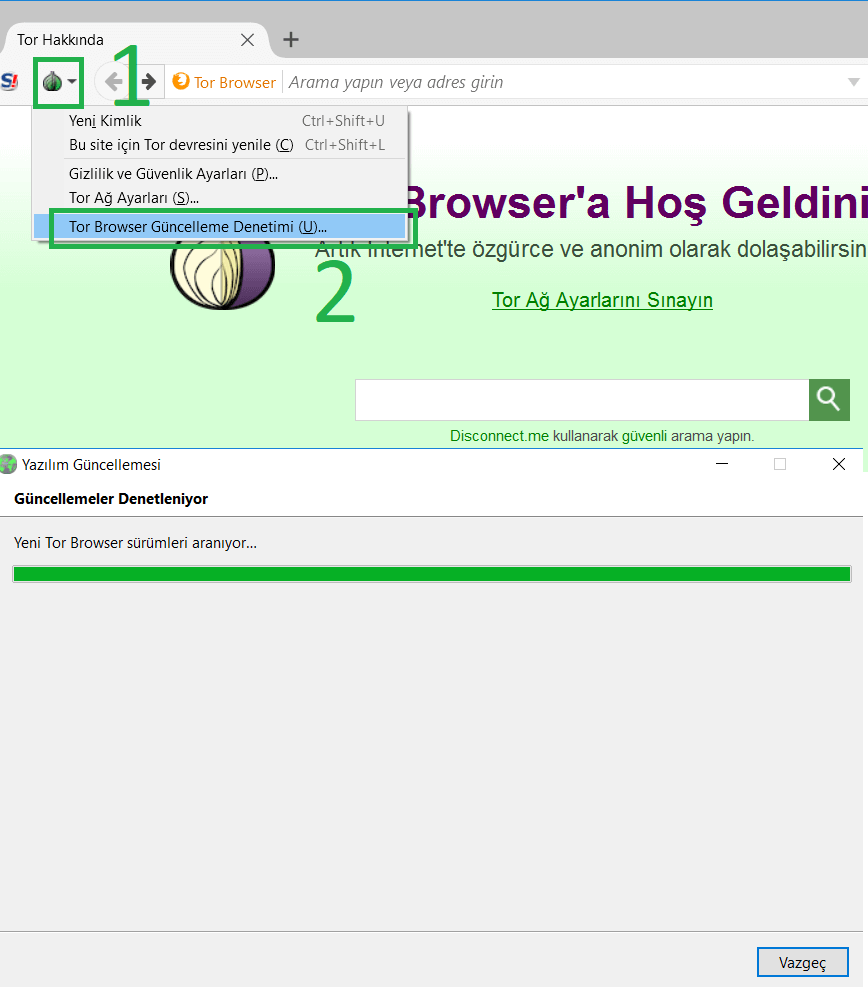 Tor Hakkında
1
S!
Tor Browser
Arama yapın veya adres girin
Yeni Kimlik Ctrl+Shift+U
Bu site için Tor devresini yenile (C) Ctrl+Shift+L
Gizlilik ve Güvenlik Ayarları (P)...
Tor Ağ Ayarları (S)...
Tor Browser Güncelleme Denetimi (U)...
2
Browser'a Hoş Geldini
Artık İnternet'te özgürce ve anonim olarak dolaşabilirsin
Tor Ağ Ayarlarını Sınayın
Disconnect.me kullanarak güvenli arama yapın.
Yazılım Güncellemesi
Güncellemeler Denetleniyor
Yeni Tor Browser sürümleri aranıyor...
Vazgeç